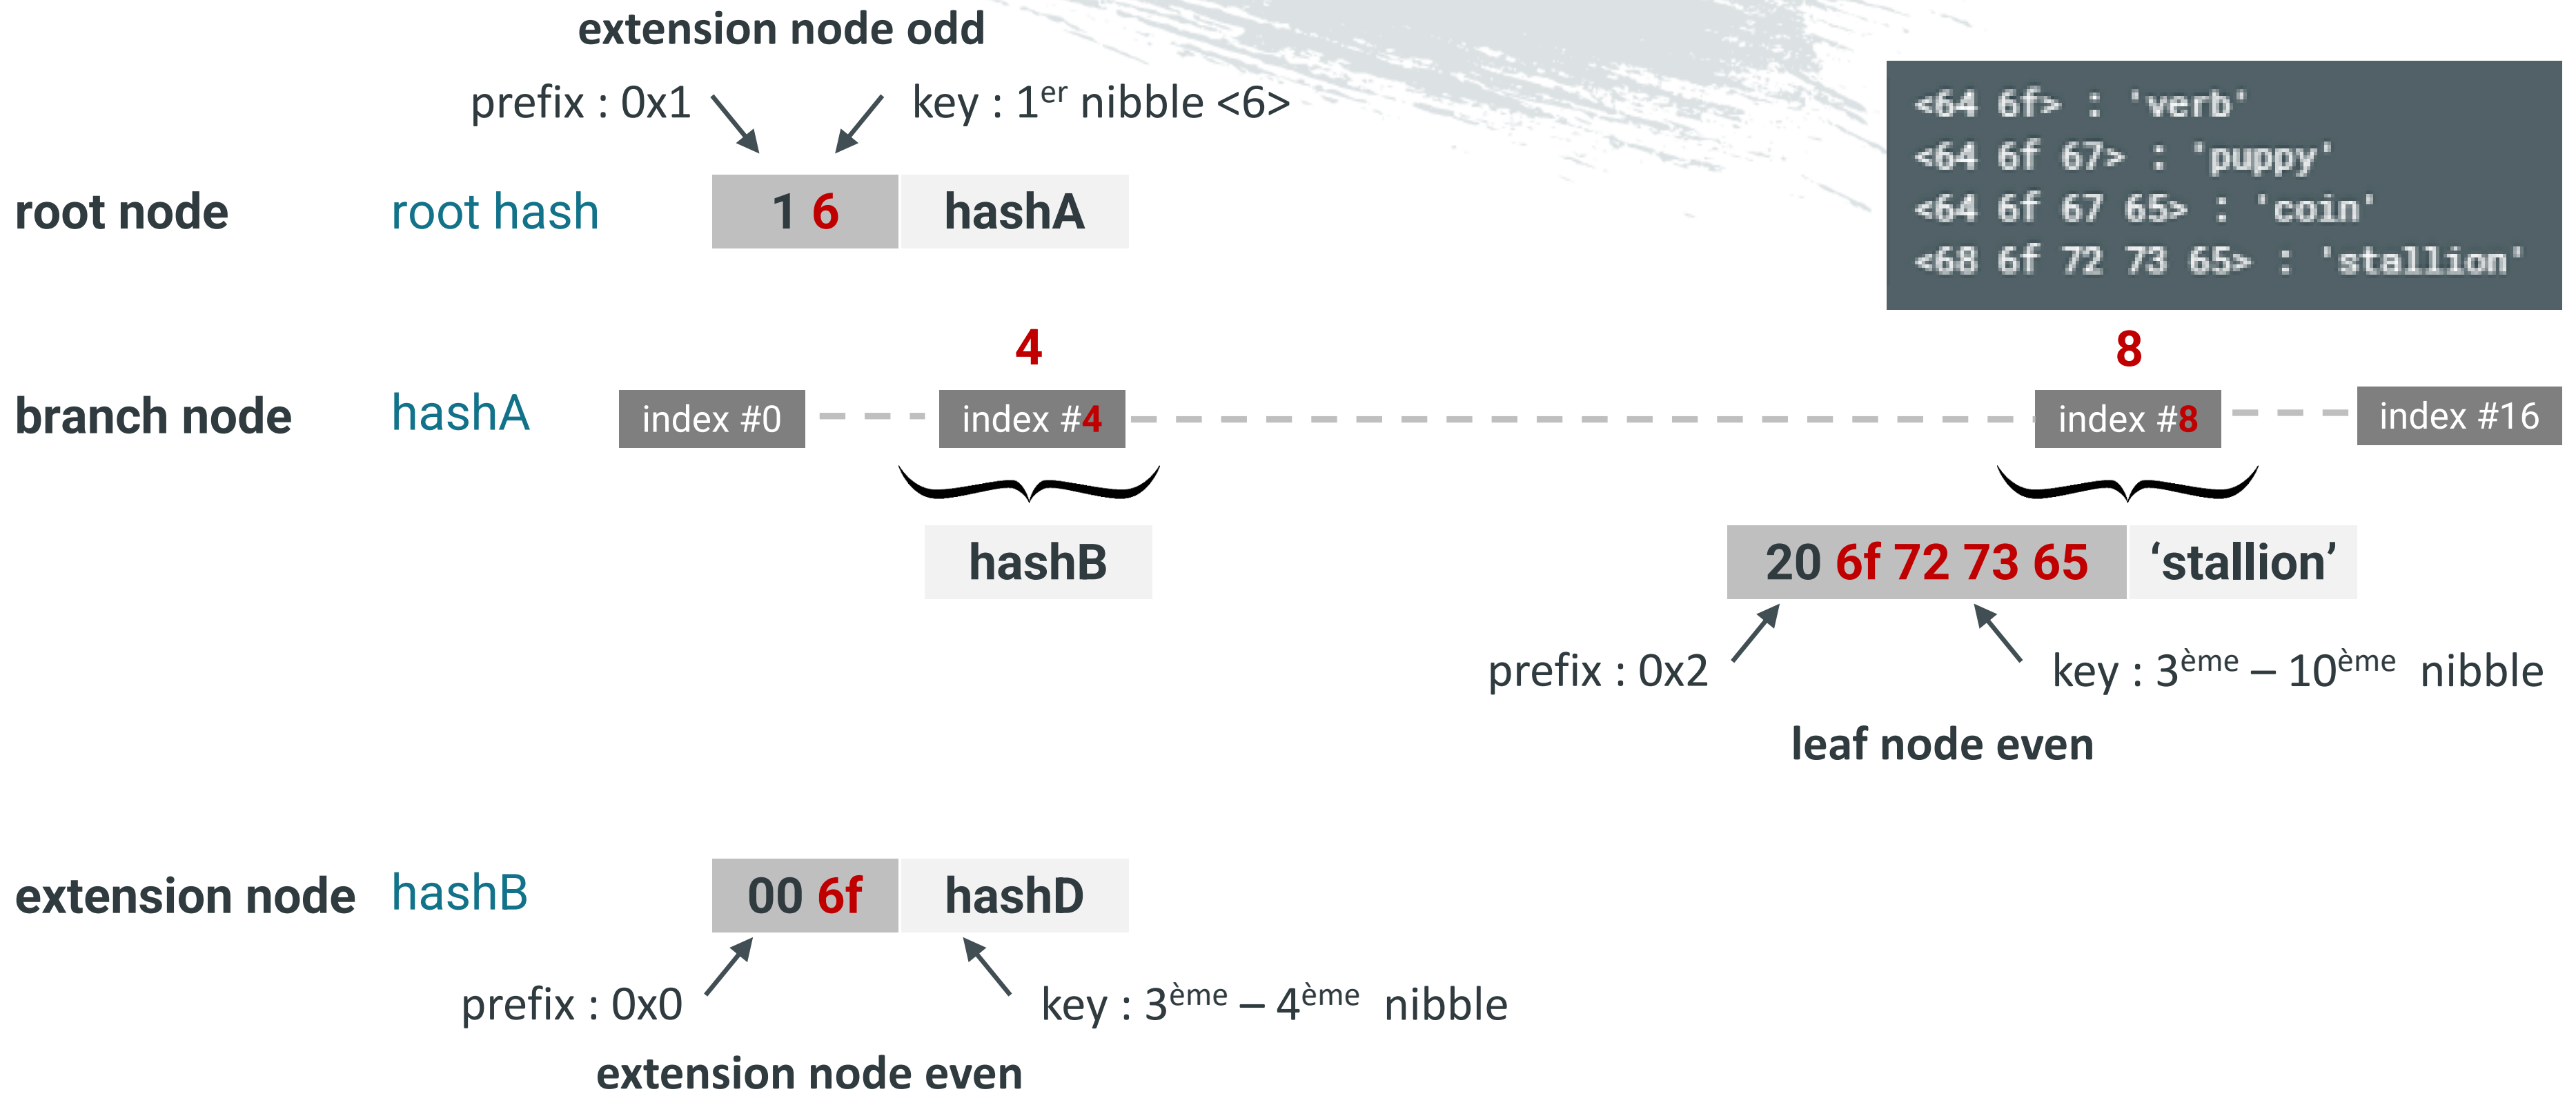 extension node odd
prefix : 0x1
key : 1er nibble <6>
<64 6f> : 'verb'
<64 6f 67> : 'puppy'
<64 6f 67 65> : 'coin'
<68 6f 72 73 65> : 'stallion'
root node root hash 1 6 hashA
4 8
branch node hashA index #0 index #4 index #8 index #16
hashB 20 6f 72 73 65 ‘stallion’
prefix : 0x2 key : 3ème – 10ème nibble
leaf node even
extension node hashB 00 6f hashD
prefix : 0x0 key : 3ème – 4ème nibble
extension node even